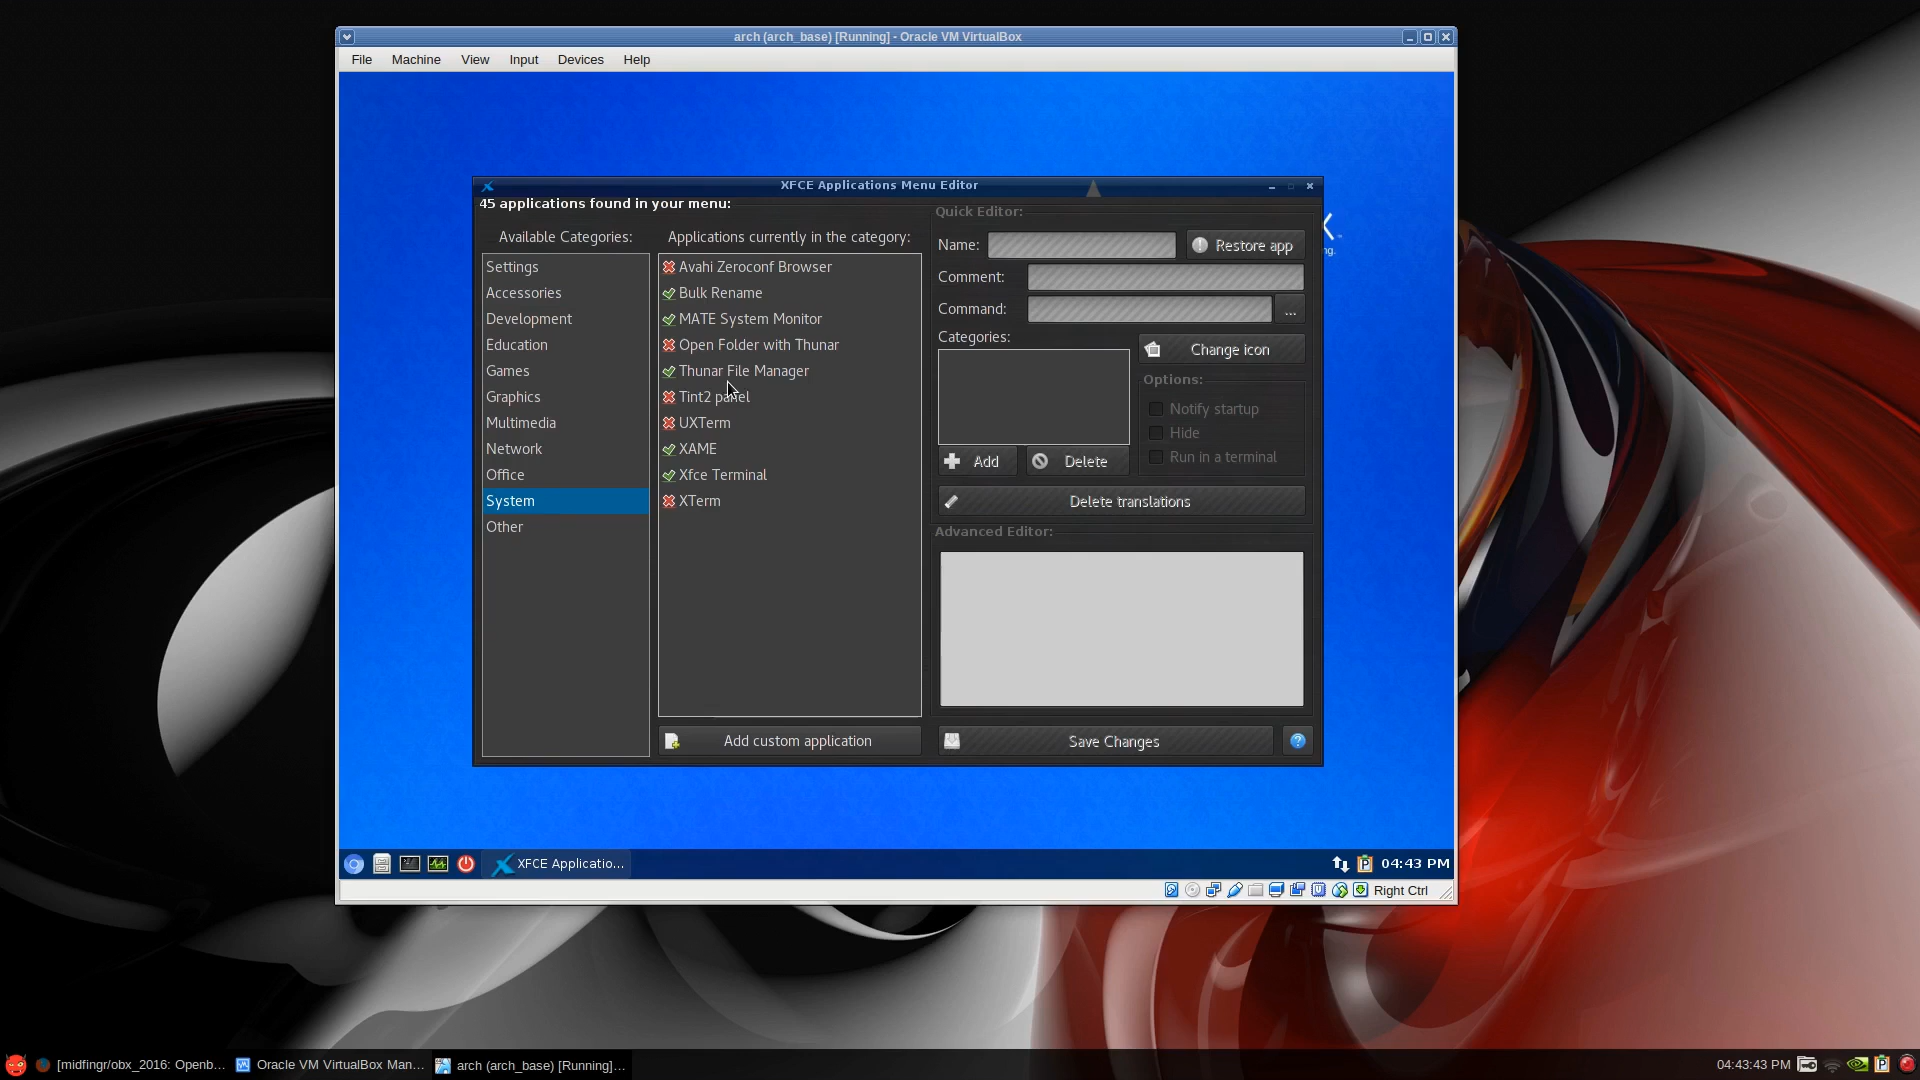 arch (arch_base) [Running] - Oracle VM VirtualBox
File Machine View Input Devices Help
XFCE Applications Menu Editor
45 applications found in your menu:
Available Categories:
Settings
Accessories
Development
Education
Games
Graphics
Multimedia
Network
Office
System
Other
Applications currently in the category:
Avahi Zeroconf Browser
Bulk Rename
MATE System Monitor
Open Folder with Thunar
Thunar File Manager
Tint2 panel
UXTerm
XAME
Xfce Terminal
XTerm
Add custom application
Quick Editor:
Name:
Restore app
Comment:
Command:
...
Categories:
Change icon
Options:
Notify startup
Hide
Run in a terminal
Add
Delete
Delete translations
Advanced Editor:
Save Changes
?
ng.
XFCE Applicatio...
04:43 PM
Right Ctrl
[midfingr/obx_2016: Openb...
Oracle VM VirtualBox Man...
arch (arch_base) [Running]...
04:43:43 PM